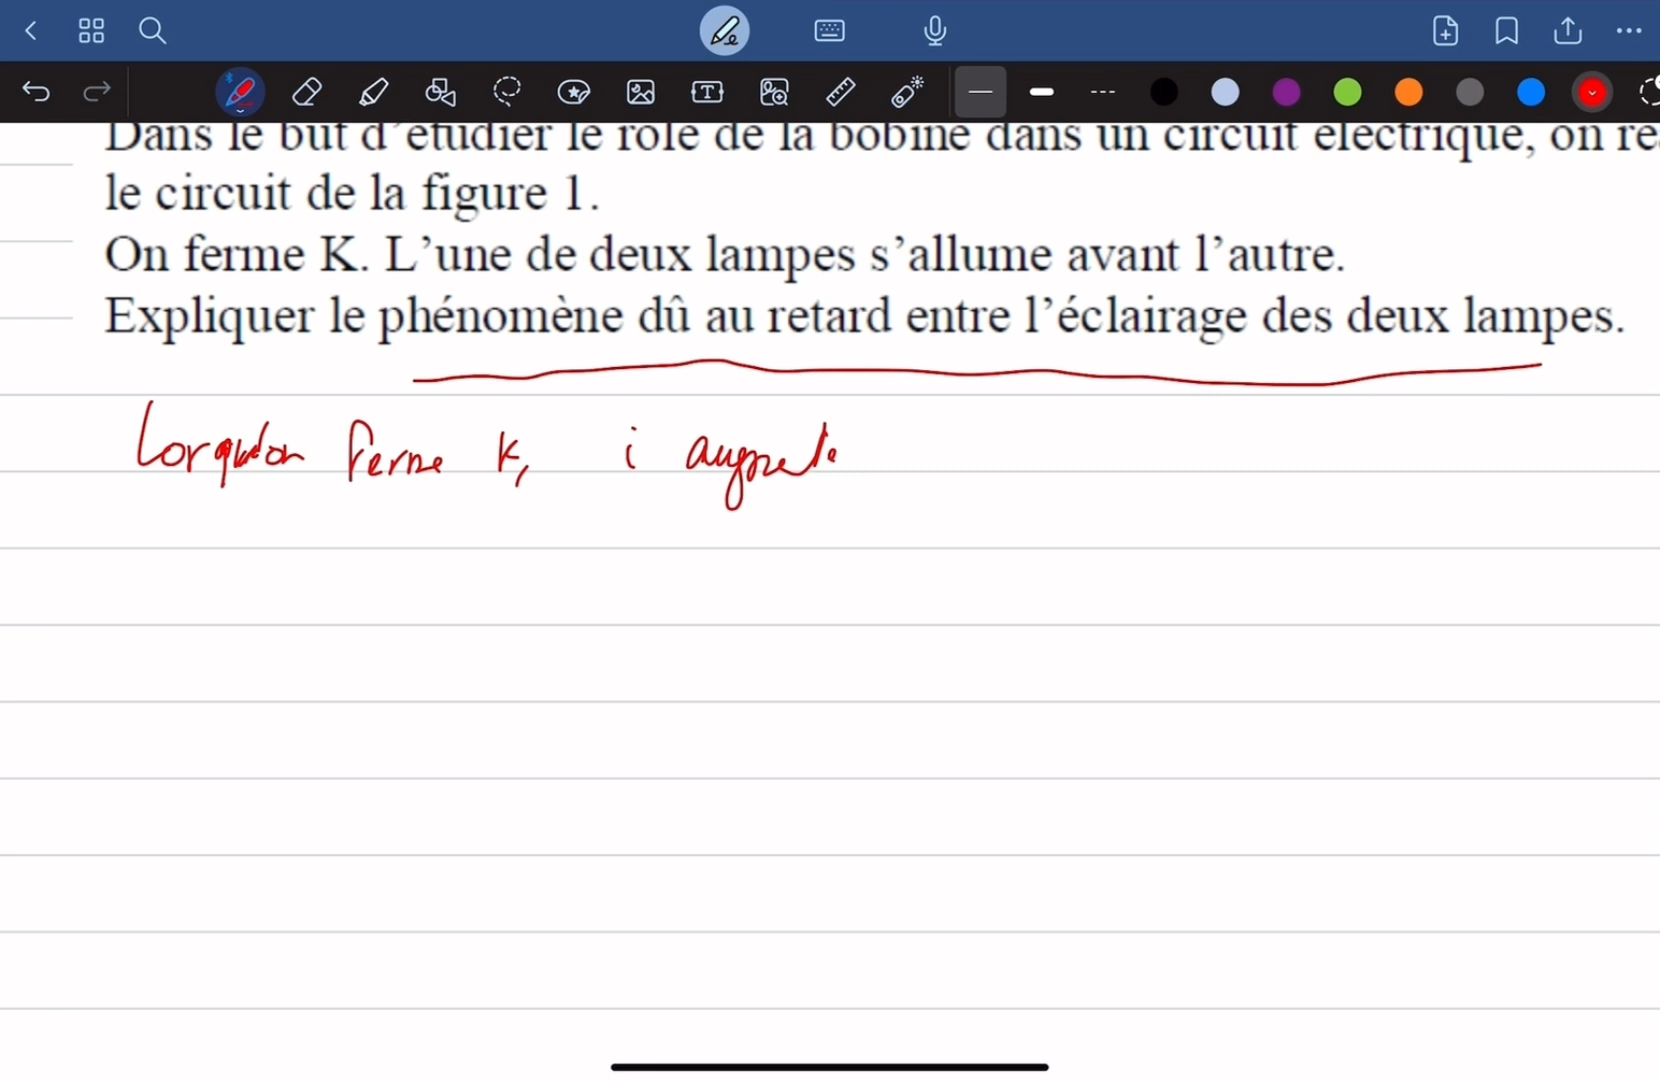 Dans le but d'étudier le rôle de la bobine dans un circuit électrique, on ré
le circuit de la figure 1.
On ferme K. L'une de deux lampes s'allume avant l'autre.
Expliquer le phénomène dû au retard entre l'éclairage des deux lampes.
Lorsqu'on ferme K, i augmente